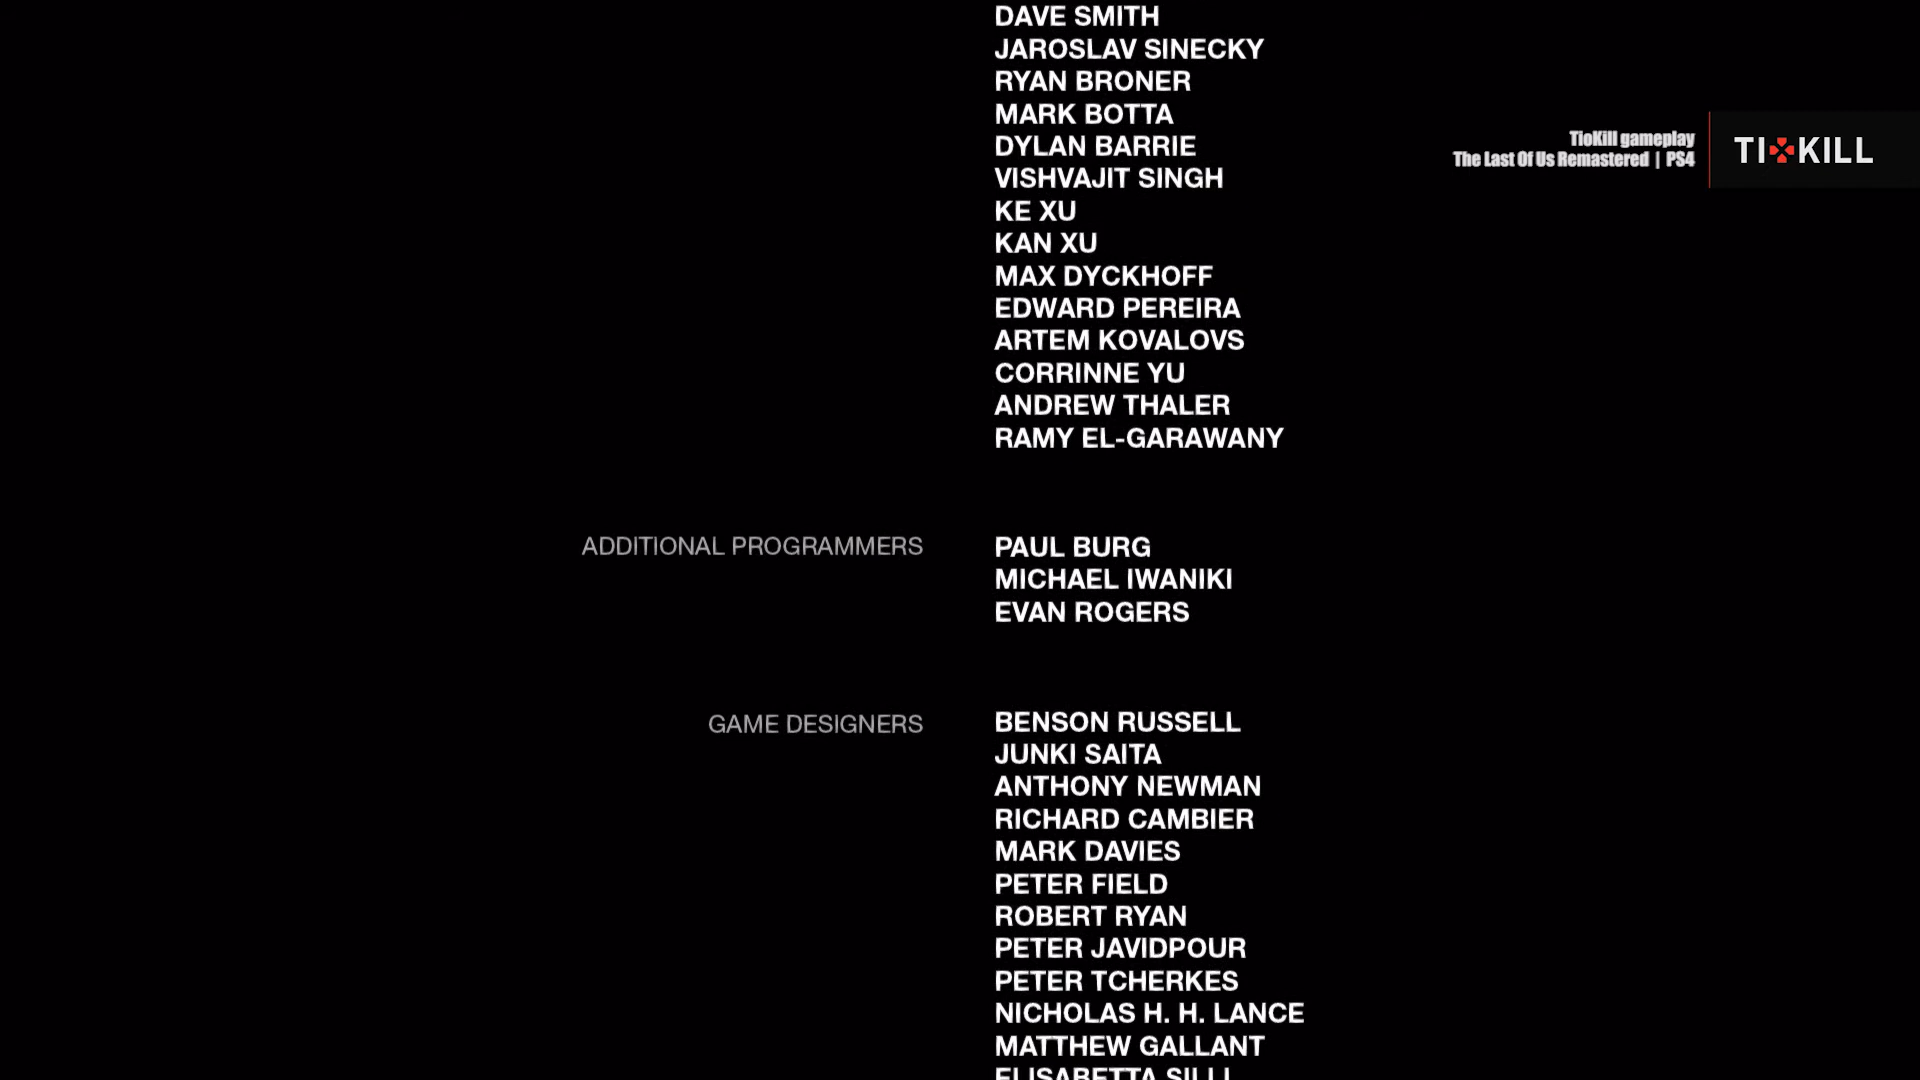 DAVE SMITH
JAROSLAV SINECKY
RYAN BRONER
MARK BOTTA
DYLAN BARRIE
VISHVAJIT SINGH
KE XU
KAN XU
MAX DYCKHOFF
EDWARD PEREIRA
ARTEM KOVALOVS
CORRINNE YU
ANDREW THALER
RAMY EL-GARAWANY
TioKill gameplay
The Last Of Us Remastered | PS4
TIOKILL
ADDITIONAL PROGRAMMERS
PAUL BURG
MICHAEL IWANIKI
EVAN ROGERS
GAME DESIGNERS
BENSON RUSSELL
JUNKI SAITA
ANTHONY NEWMAN
RICHARD CAMBIER
MARK DAVIES
PETER FIELD
ROBERT RYAN
PETER JAVIDPOUR
PETER TCHERKES
NICHOLAS H. H. LANCE
MATTHEW GALLANT
ELISABETTA SILLI